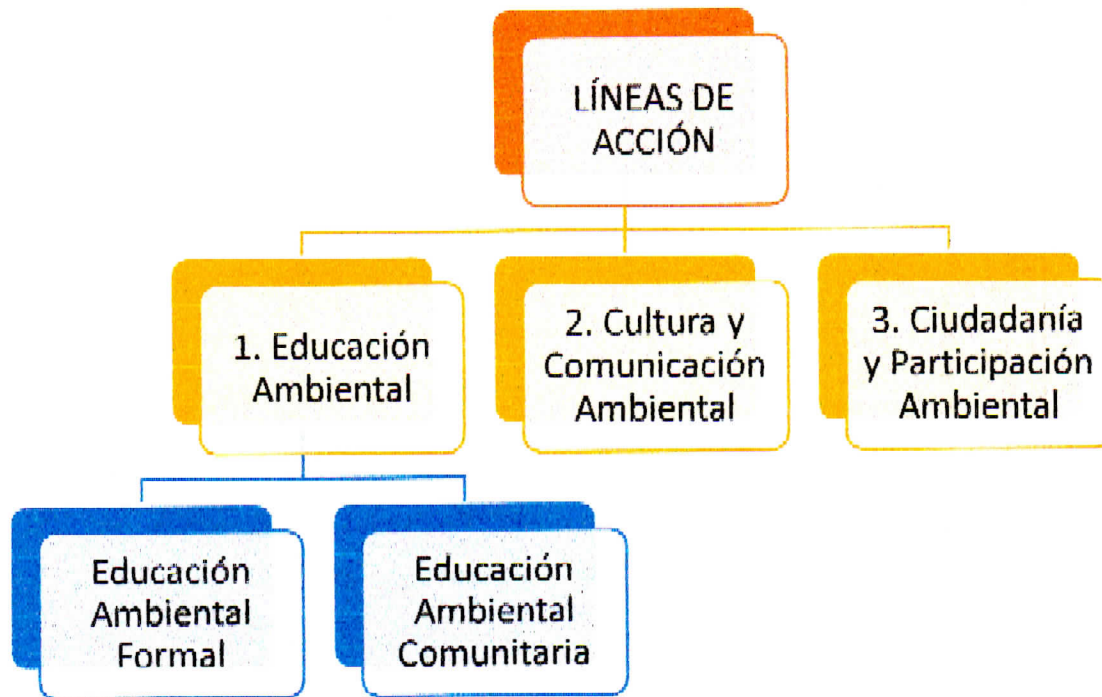 LÍNEAS DE
ACCIÓN
1. Educación
Ambiental
2. Cultura y
Comunicación
Ambiental
3. Ciudadanía
y Participación
Ambiental
Educación
Ambiental
Formal
Educación
Ambiental
Comunitaria